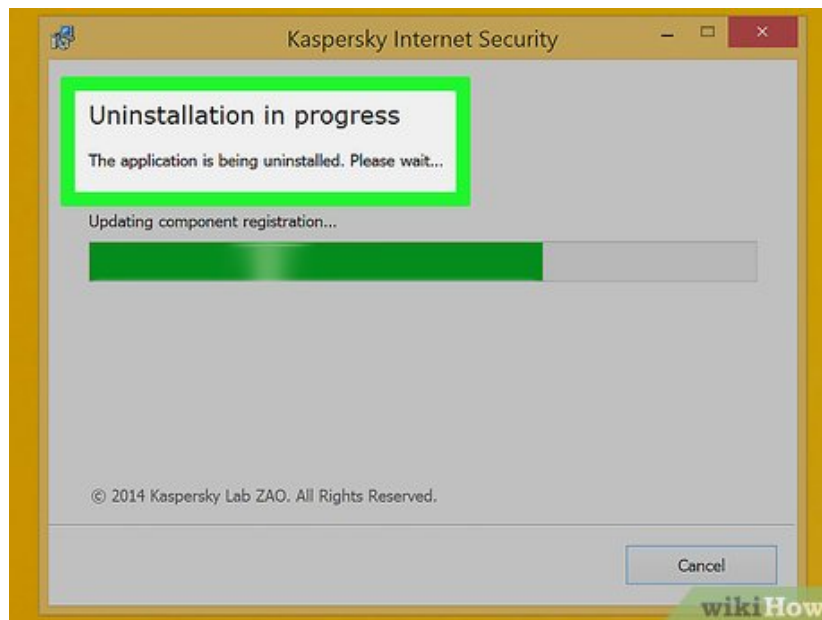 Kaspersky Internet Security
Uninstallation in progress
The application is being uninstalled. Please wait...
Updating component registration...
© 2014 Kaspersky Lab ZAO. All Rights Reserved.
Cancel
wikiHow